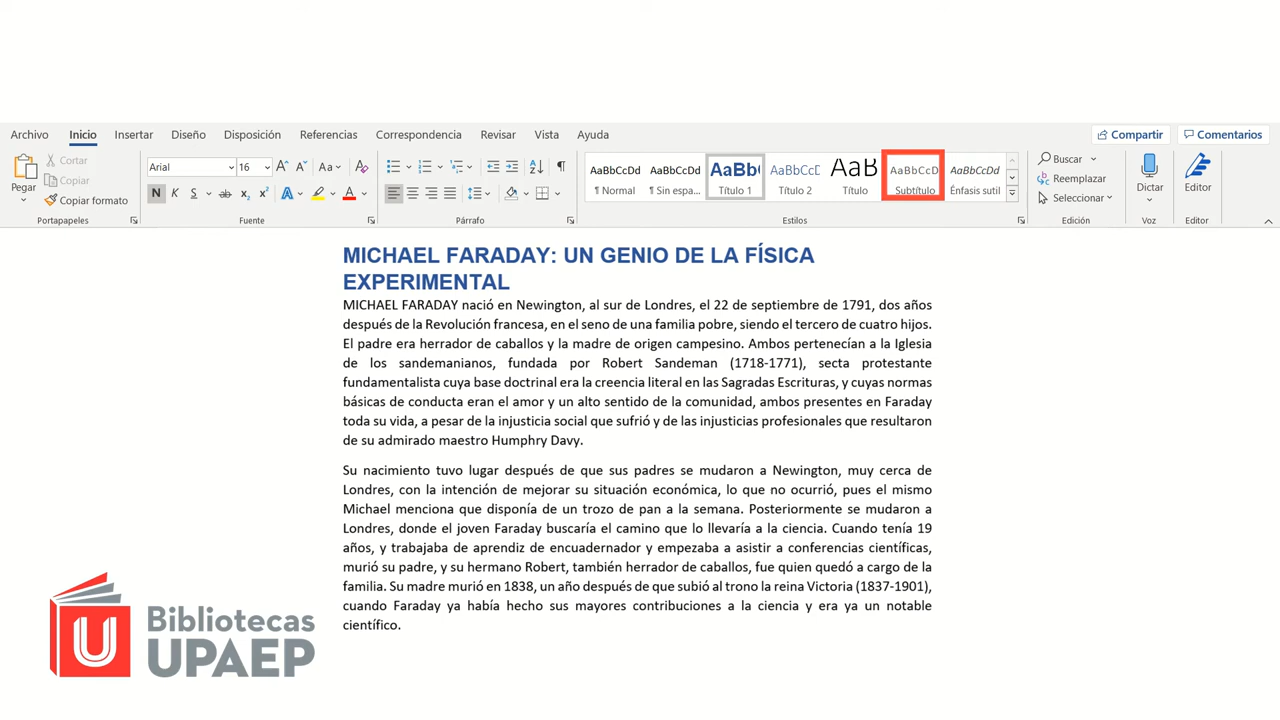 Archivo Inicio Insertar Diseño Disposición Referencias Correspondencia Revisar Vista Ayuda Compartir Comentarios
Pegar Cortar Copiar Copiar formato
Arial 16
N K S ab x₂ x² A A A Aa
AaBbCcDd AaBbCcDd AaBb( AaBbCcD AaB AaBbCcD AaBbCcDd
¶ Normal ¶ Sin espa... Título 1 Título 2 Título Subtítulo Énfasis sutil
Buscar
Reemplazar
Seleccionar
Dictar Editor
Portapapeles Fuente Párrafo Estilos Edición Voz Editor
MICHAEL FARADAY: UN GENIO DE LA FÍSICA
EXPERIMENTAL
MICHAEL FARADAY nació en Newington, al sur de Londres, el 22 de septiembre de 1791, dos años
después de la Revolución francesa, en el seno de una familia pobre, siendo el tercero de cuatro hijos.
El padre era herrador de caballos y la madre de origen campesino. Ambos pertenecían a la Iglesia
de los sandemanianos, fundada por Robert Sandeman (1718-1771), secta protestante
fundamentalista cuya base doctrinal era la creencia literal en las Sagradas Escrituras, y cuyas normas
básicas de conducta eran el amor y un alto sentido de la comunidad, ambos presentes en Faraday
toda su vida, a pesar de la injusticia social que sufrió y de las injusticias profesionales que resultaron
de su admirado maestro Humphry Davy.
Su nacimiento tuvo lugar después de que sus padres se mudaron a Newington, muy cerca de
Londres, con la intención de mejorar su situación económica, lo que no ocurrió, pues el mismo
Michael menciona que disponía de un trozo de pan a la semana. Posteriormente se mudaron a
Londres, donde el joven Faraday buscaría el camino que lo llevaría a la ciencia. Cuando tenía 19
años, y trabajaba de aprendiz de encuadernador y empezaba a asistir a conferencias científicas,
murió su padre, y su hermano Robert, también herrador de caballos, fue quien quedó a cargo de la
familia. Su madre murió en 1838, un año después de que subió al trono la reina Victoria (1837-1901),
cuando Faraday ya había hecho sus mayores contribuciones a la ciencia y era ya un notable
científico.
U Bibliotecas
UPAEP